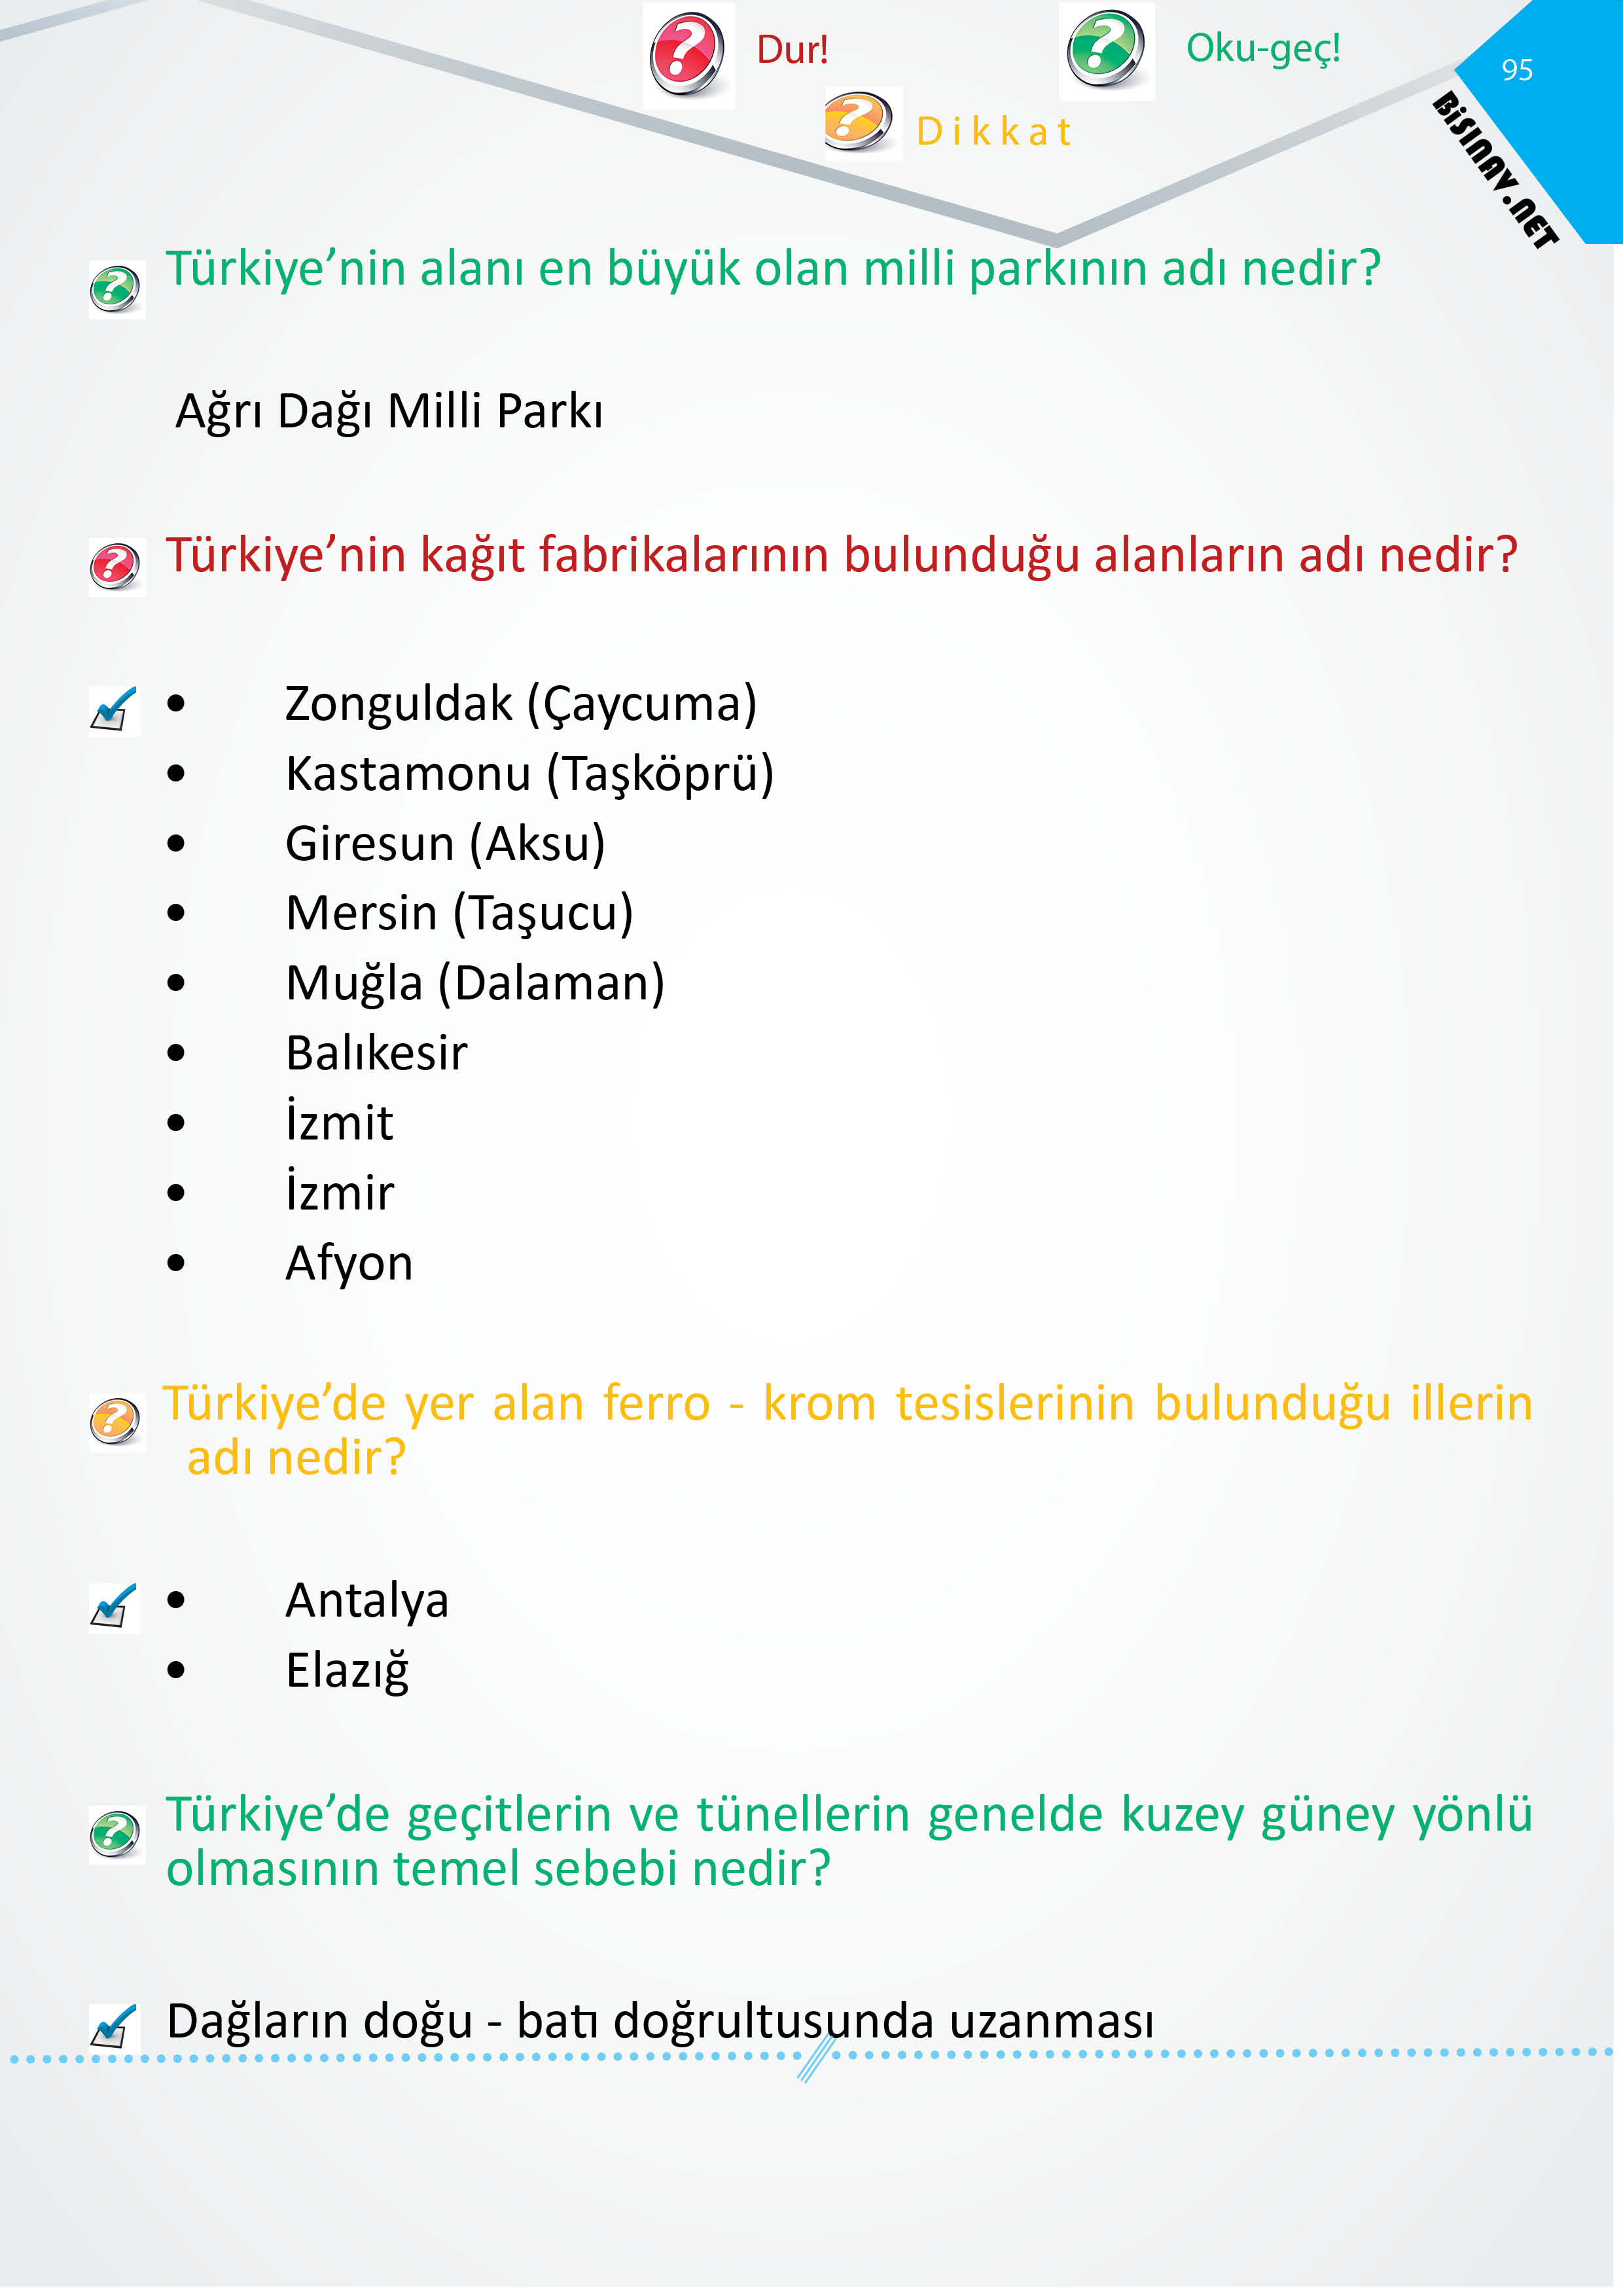 Dur!
Oku-geç!
Dikkat
95
BiSINAV.NET
Türkiye’nin alanı en büyük olan milli parkının adı nedir?
Ağrı Dağı Milli Parkı
Türkiye’nin kağıt fabrikalarının bulunduğu alanların adı nedir?
• Zonguldak (Çaycuma)
• Kastamonu (Taşköprü)
• Giresun (Aksu)
• Mersin (Taşucu)
• Muğla (Dalaman)
• Balıkesir
• İzmit
• İzmir
• Afyon
Türkiye’de yer alan ferro - krom tesislerinin bulunduğu illerin
adı nedir?
• Antalya
• Elazığ
Türkiye’de geçitlerin ve tünellerin genelde kuzey güney yönlü
olmasının temel sebebi nedir?
Dağların doğu - batı doğrultusunda uzanması